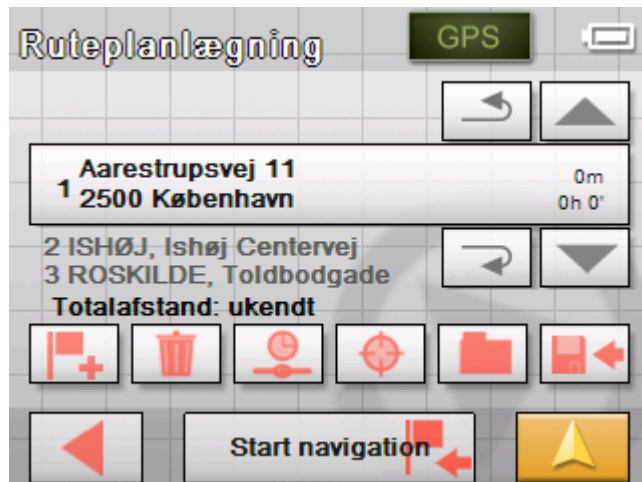 Ruteplanlægning
GPS
1 Aarestrupsvej 11
2500 København
0m
0h 0'
2 ISHØJ, Ishøj Centervej
3 ROSKILDE, Toldbodgade
Totalafstand: ukendt
Start navigation